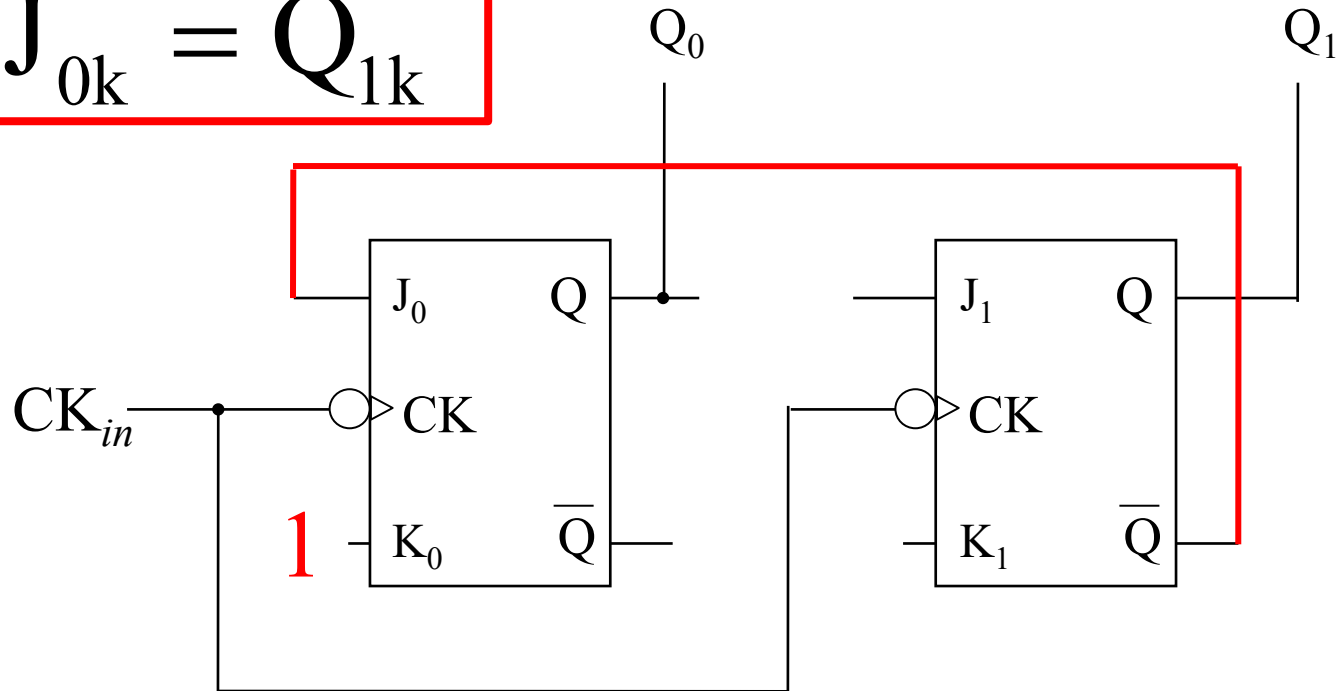 J₀ₖ = Q₁ₖ
Q₀ Q₁
J₀ Q J₁ Q
CKᵢₙ CK CK
1 K₀ Q̅ K₁ Q̅